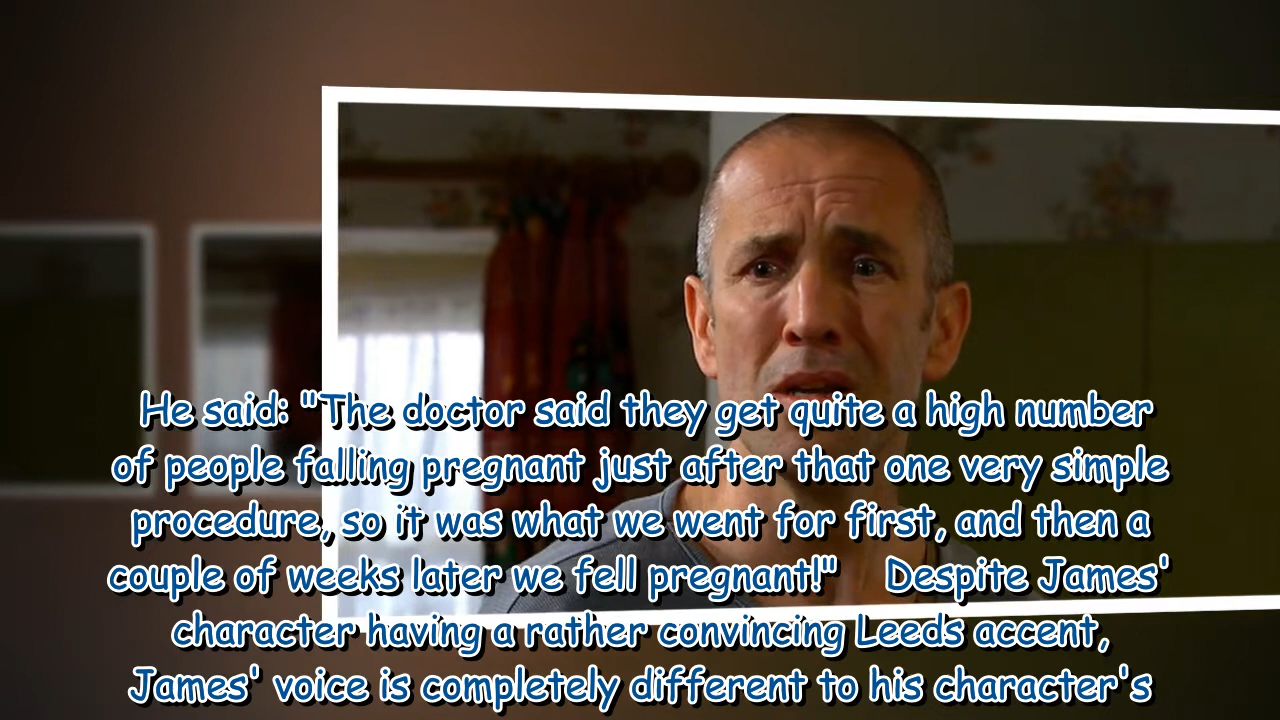 He said: "The doctor said they get quite a high number
of people falling pregnant just after that one very simple
procedure, so it was what we went for first, and then a
couple of weeks later we fell pregnant!"    Despite James'
character having a rather convincing Leeds accent,
James' voice is completely different to his character's